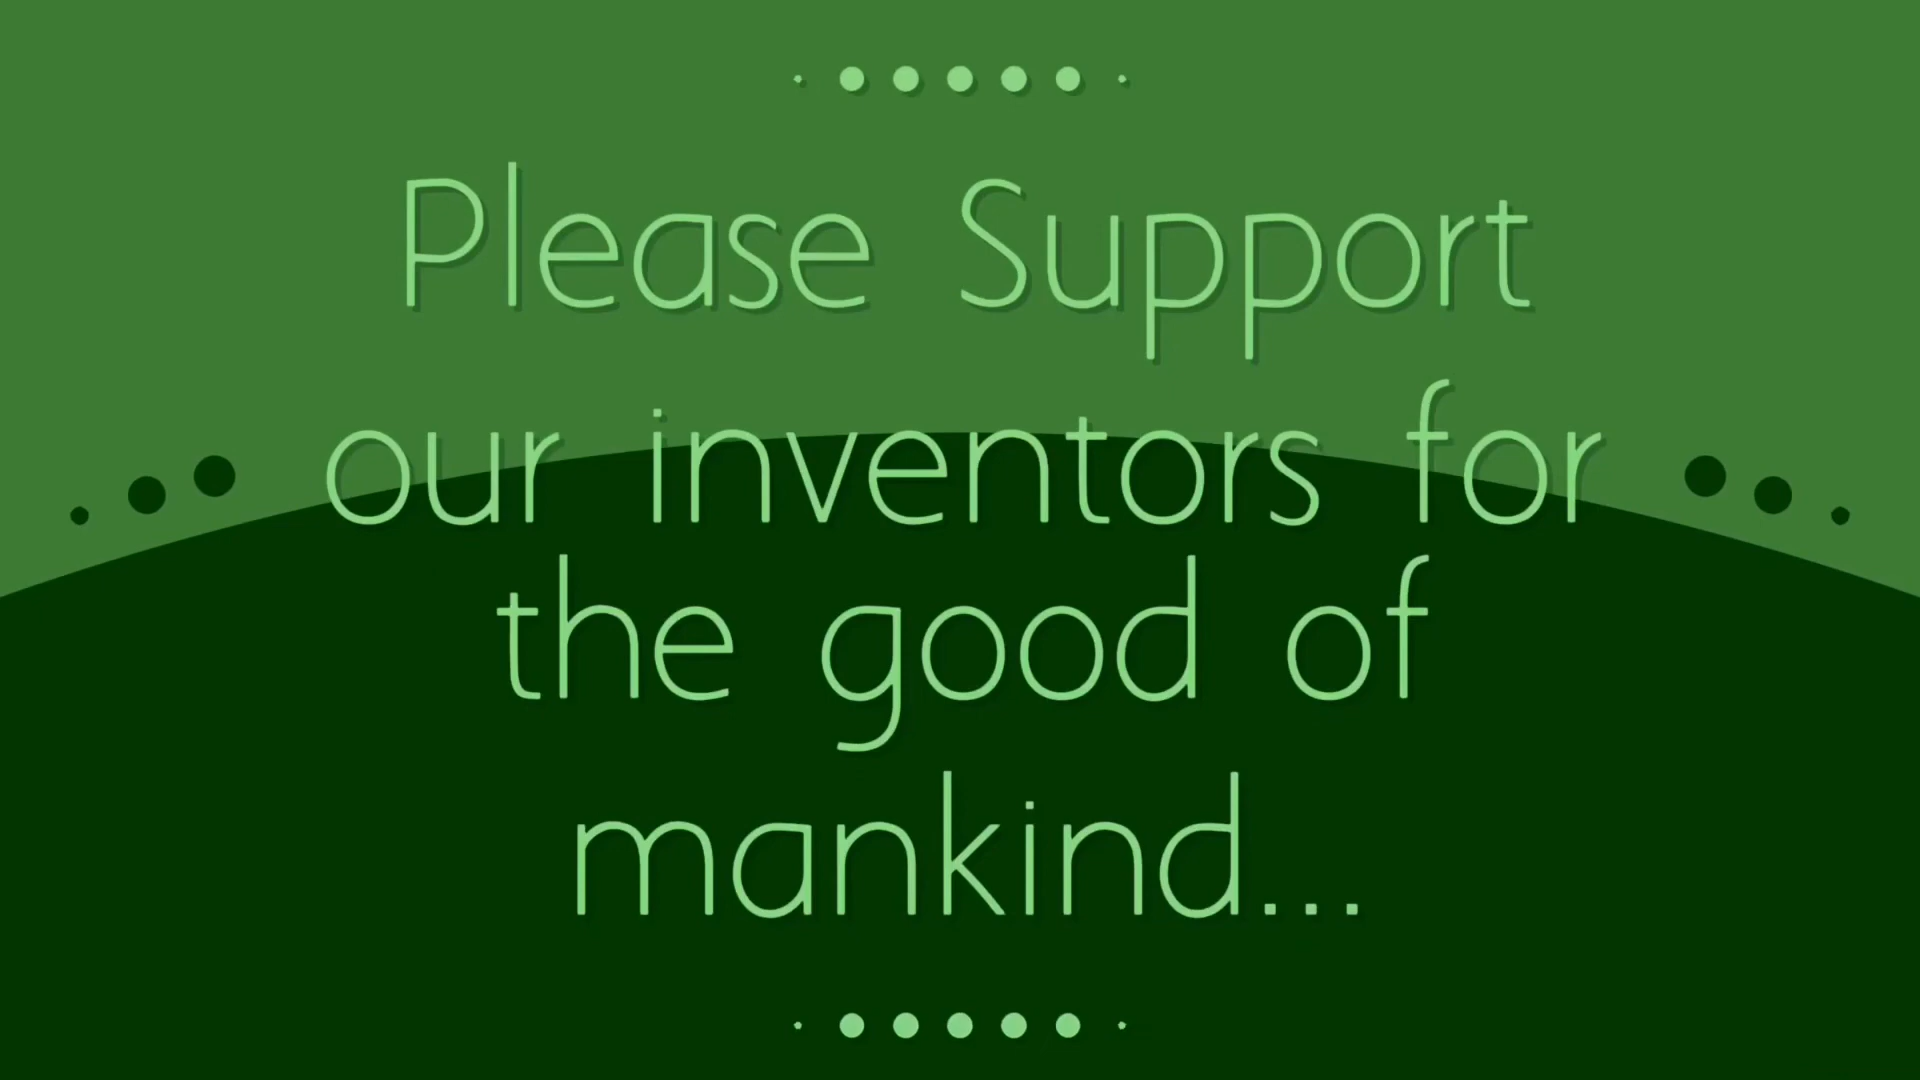 Please Support
our inventors for
the good of
mankind...